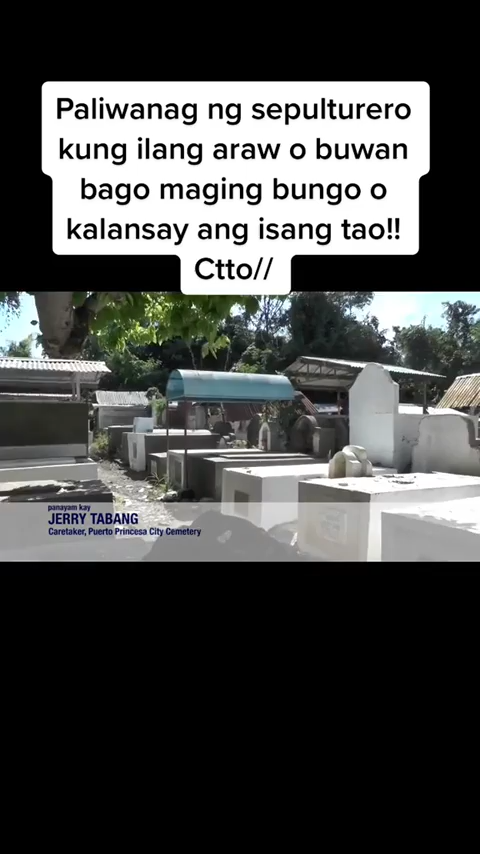 Paliwanag ng sepulturero
kung ilang araw o buwan
bago maging bungo o
kalansay ang isang tao!!
Ctto//
panayam kay
JERRY TABANG
Caretaker, Puerto Princesa City Cemetery